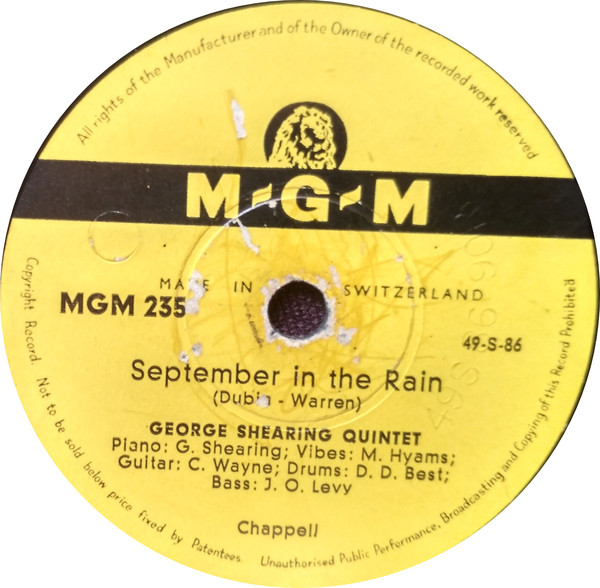 All rights of the Manufacturer and of the Owner of the recorded work reserved
M-G-M
MADE IN SWITZERLAND
MGM 235
49-S-86
September in the Rain
(Dubin - Warren)
GEORGE SHEARING QUINTET
Piano: G. Shearing; Vibes: M. Hyams;
Guitar: C. Wayne; Drums: D. D. Best;
Bass: J. O. Levy
Chappell
Copyright Record. Not to be sold below price fixed by Patentees. Unauthorised Public Performance, Broadcasting and Copying of this Record Prohibited